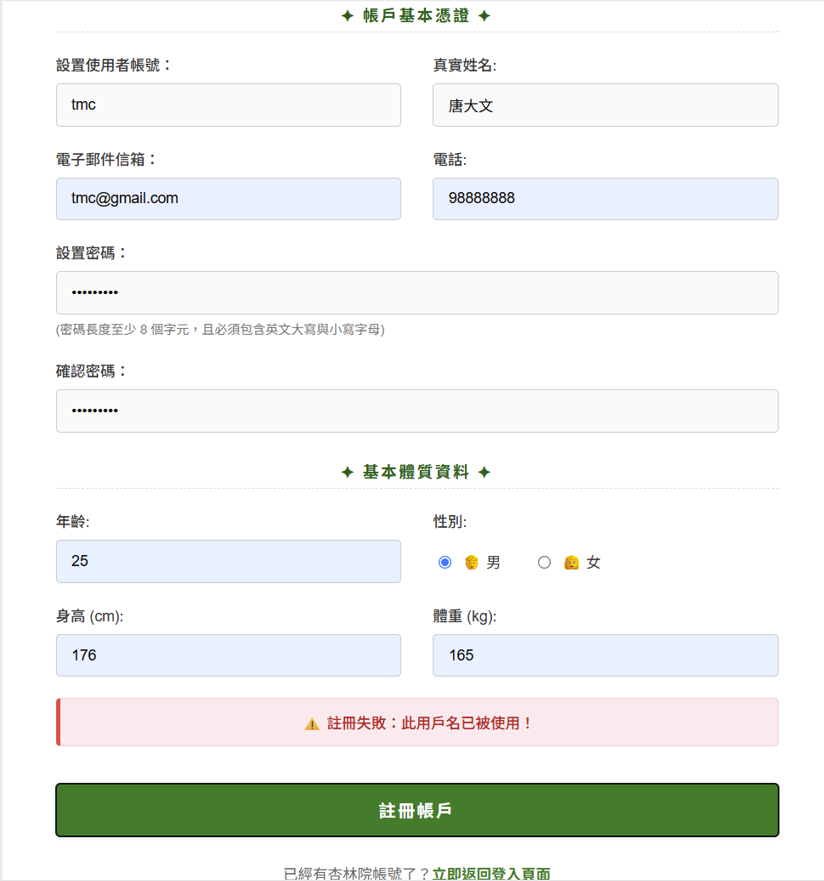 ✦ 帳戶基本憑證 ✦
設置使用者帳號：
真實姓名:
tmc
唐大文
電子郵件信箱：
電話:
tmc@gmail.com
98888888
設置密碼：
•••••••••
(密碼長度至少 8 個字元，且必須包含英文大寫與小寫字母)
確認密碼：
•••••••••
✦ 基本體質資料 ✦
年齡:
性別:
25
👨 男
👩 女
身高 (cm):
體重 (kg):
176
165
⚠️ 註冊失敗：此用戶名已被使用！
註冊帳戶
已經有杏林院帳號了？立即返回登入頁面